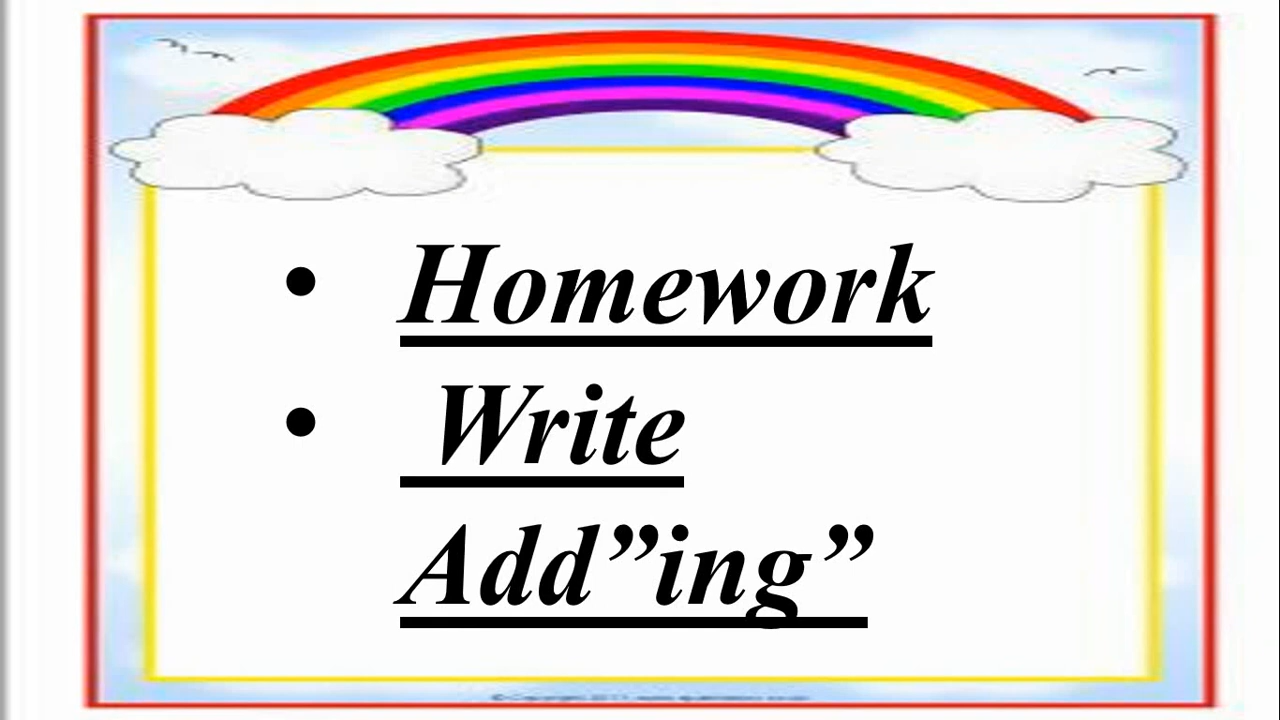 • Homework
• Write
Add”ing”